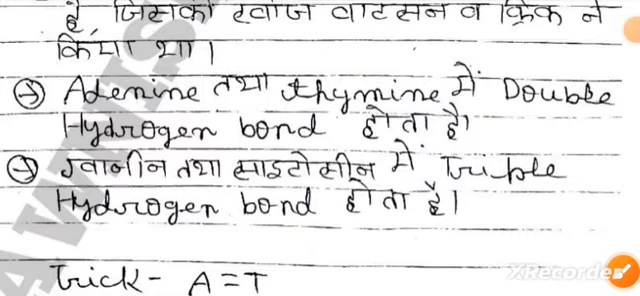 है, जिसकी खोज वाटसन व क्रिक ने
किया था।
→ Adenine तथा thymine में Double
Hydrogen bond होता है।
→ ग्वानीन तथा साइटोसीन में Triple
Hydrogen bond होता है।
Trick - A = T
XRecorder